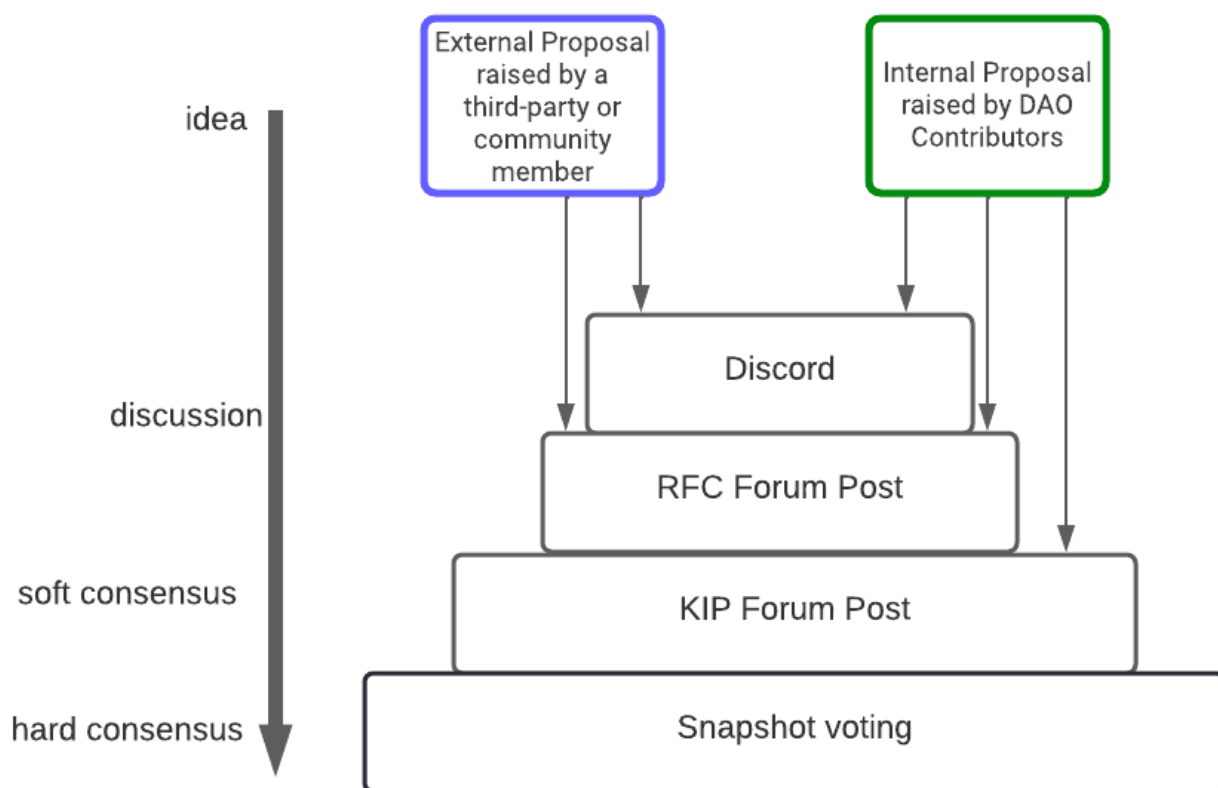 External Proposal
raised by a
third-party or
community
member
Internal Proposal
raised by DAO
Contributors
idea
Discord
discussion
RFC Forum Post
soft consensus
KIP Forum Post
hard consensus
Snapshot voting